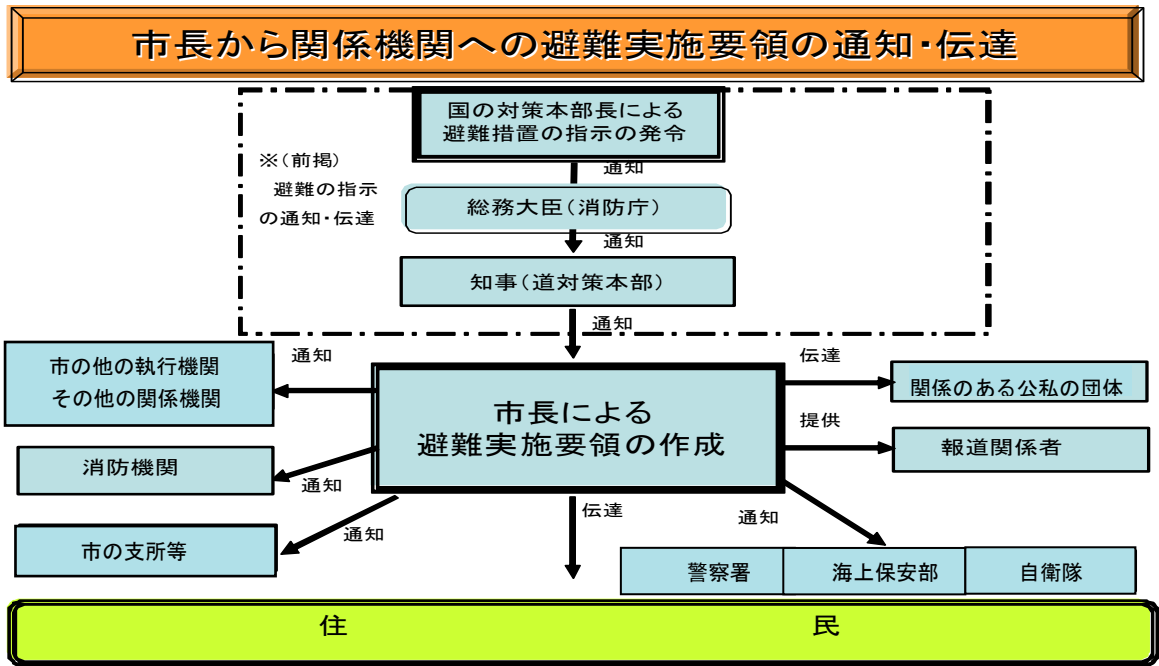 市長から関係機関への避難実施要領の通知・伝達
国の対策本部長による
避難措置の指示の発令
※(前掲)
避難の指示
の通知・伝達
通知
総務大臣(消防庁)
通知
知事(道対策本部)
通知
市の他の執行機関
その他の関係機関
通知
市長による
避難実施要領の作成
伝達
関係のある公私の団体
提供
報道関係者
消防機関
通知
市の支所等
通知
伝達
通知
警察署
海上保安部
自衛隊
住民